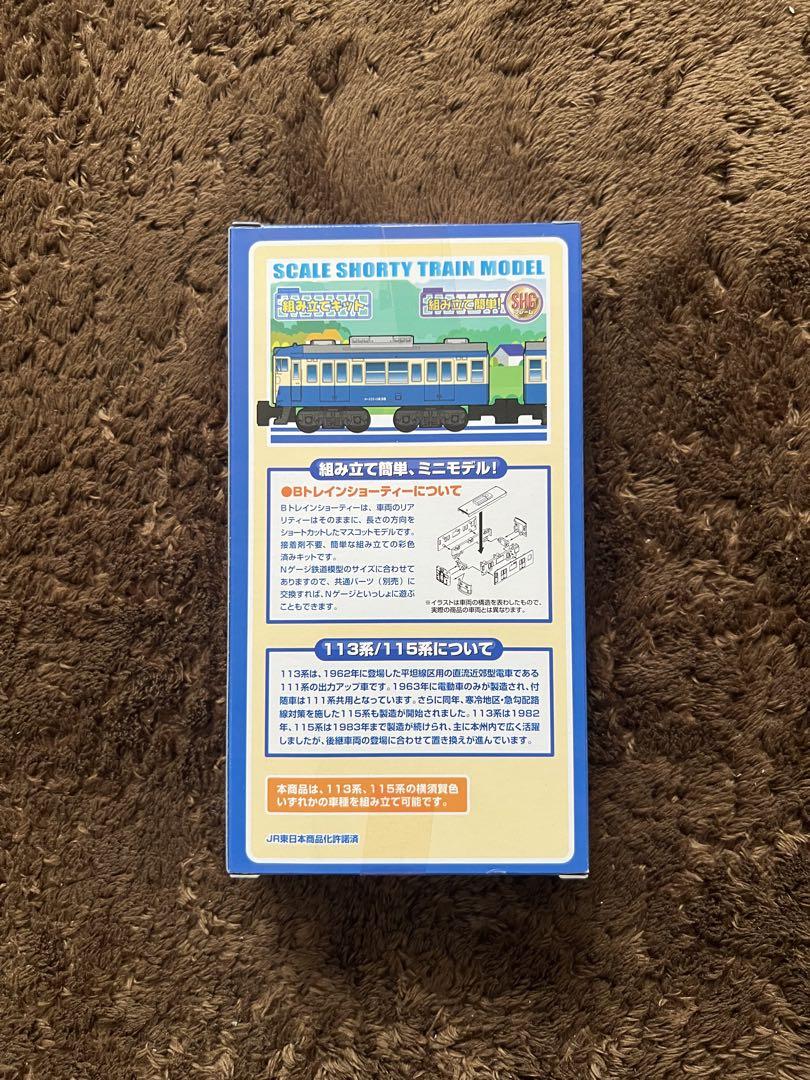 SCALE SHORTY TRAIN MODEL
組み立てキット
組み立て簡単!
SHG
フレーム
組み立て簡単、ミニモデル!
●Bトレインショーティーについて
Bトレインショーティーは、車両のリア
リティーはそのままに、長さの方向を
ショートカットしたマスコットモデルです。
接着剤不要、簡単な組み立ての彩色
済みキットです。
Nゲージ鉄道模型のサイズに合わせて
ありますので、共通パーツ(別売)に
交換すれば、Nゲージといっしょに遊ぶ
こともできます。
※イラストは車両の構造を表わしたもので、
実際の商品の車両とは異なります。
113系/115系について
113系は、1962年に登場した平坦線区用の直流近郊型電車である
111系の出力アップ車です。1963年に電動車のみが製造され、付
随車は111系共用となっています。さらに同年、寒冷地区・急勾配路
線対策を施した115系も製造が開始されました。113系は1982
年、115系は1983年まで製造が続けられ、主に本州内で広く活躍
しましたが、後継車両の登場に合わせて置き換えが進んでいます。
本商品は、113系、115系の横須賀色
いずれかの車種を組み立て可能です。
JR東日本商品化許諾済